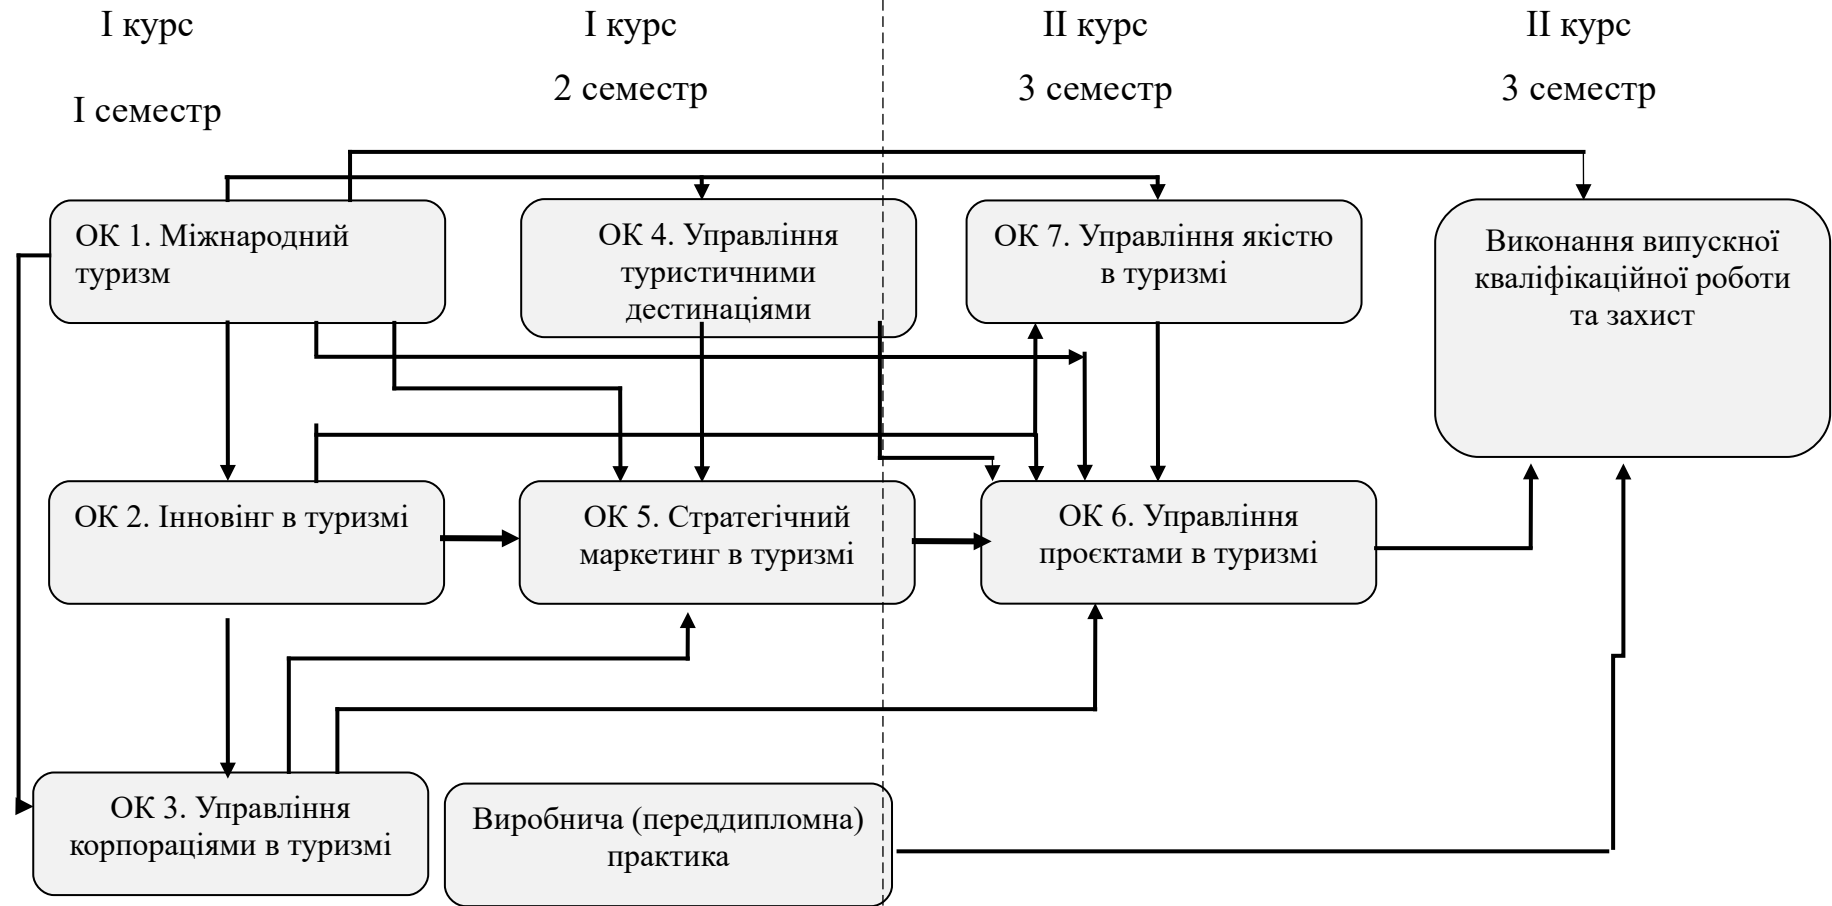 I курс
I курс
II курс
II курс
I семестр
2 семестр
3 семестр
3 семестр
ОК 1. Міжнародний
туризм
ОК 4. Управління
туристичними
дестинаціями
ОК 7. Управління якістю
в туризмі
Виконання випускної
кваліфікаційної роботи
та захист
ОК 2. Інновінг в туризмі
ОК 5. Стратегічний
маркетинг в туризмі
ОК 6. Управління
проєктами в туризмі
ОК 3. Управління
корпораціями в туризмі
Виробнича (переддипломна)
практика